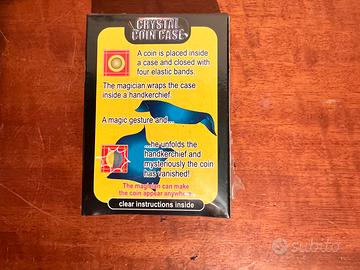 CRYSTAL
COIN CASE
A coin is placed inside
a case and closed with
four elastic bands.
The magician wraps the case
inside a handkerchief.
A magic gesture and...
...he unfolds the
handkerchief and
mysteriously the coin
has vanished!
The magician can make
the coin appear anywhere.
clear instructions inside
subito